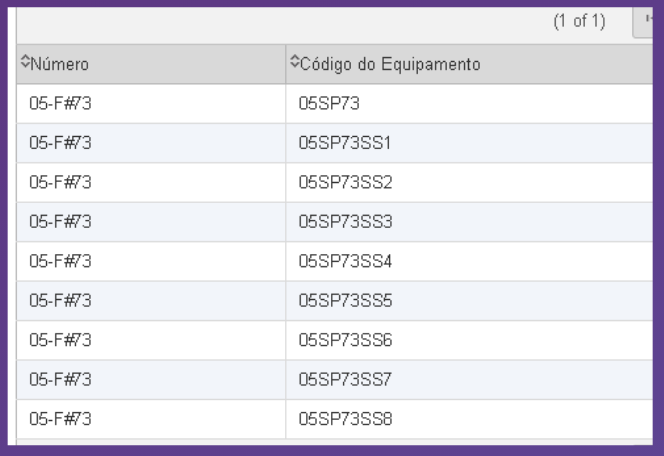 (1 of 1)
Número Código do Equipamento
05-F#73 05SP73
05-F#73 05SP73SS1
05-F#73 05SP73SS2
05-F#73 05SP73SS3
05-F#73 05SP73SS4
05-F#73 05SP73SS5
05-F#73 05SP73SS6
05-F#73 05SP73SS7
05-F#73 05SP73SS8